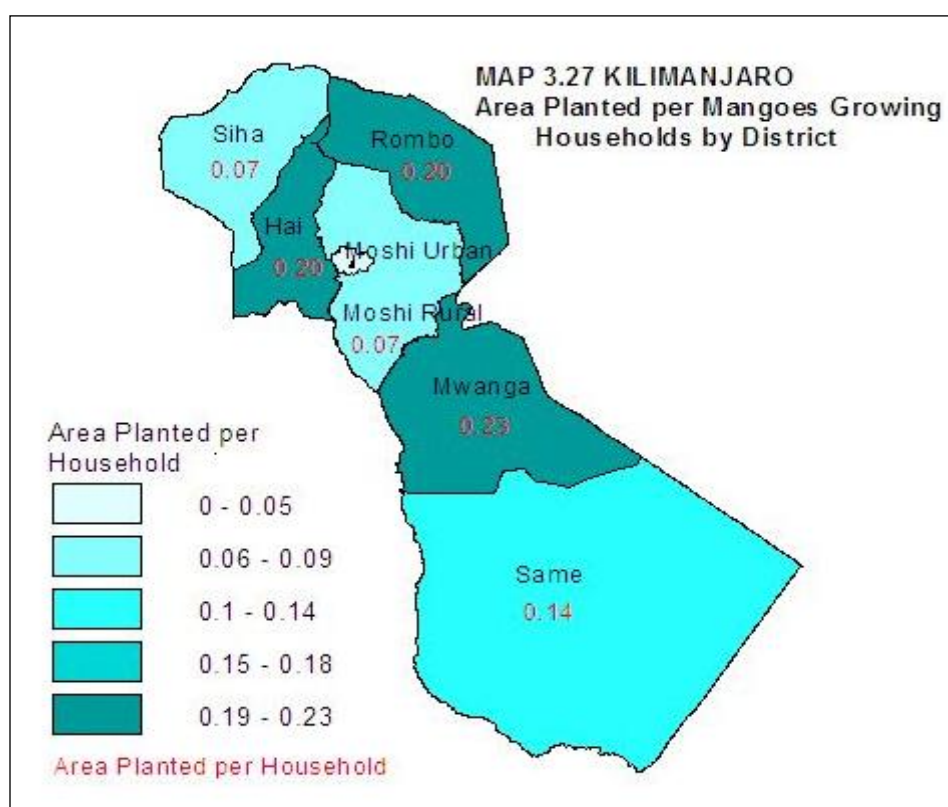 MAP 3.27 KILIMANJARO
Area Planted per Mangoes Growing
Households by District
Siha
0.07
Rombo
0.20
Hai
0.20
Moshi Urban
Moshi Rural
0.07
Mwanga
0.23
Same
0.14
Area Planted per
Household
0 - 0.05
0.06 - 0.09
0.1 - 0.14
0.15 - 0.18
0.19 - 0.23
Area Planted per Household